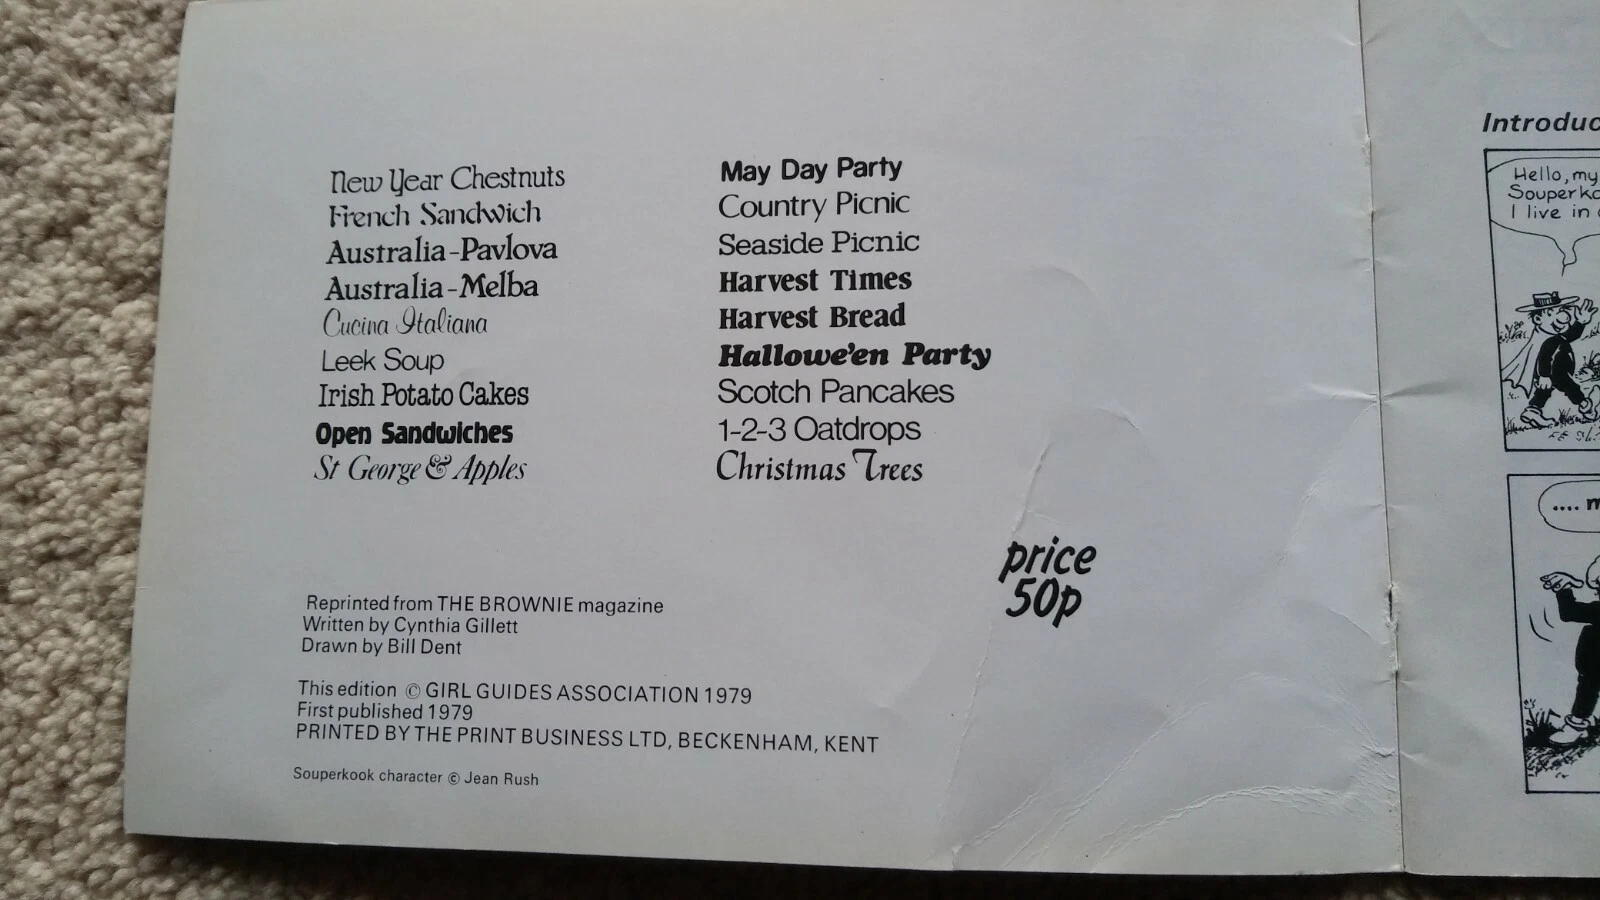 New Year Chestnuts
French Sandwich
Australia-Pavlova
Australia-Melba
Cucina Italiana
Leek Soup
Irish Potato Cakes
Open Sandwiches
St George & Apples
May Day Party
Country Picnic
Seaside Picnic
Harvest Times
Harvest Bread
Hallowe'en Party
Scotch Pancakes
1-2-3 Oatdrops
Christmas Trees
price
50p
Reprinted from THE BROWNIE magazine
Written by Cynthia Gillett
Drawn by Bill Dent
This edition © GIRL GUIDES ASSOCIATION 1979
First published 1979
PRINTED BY THE PRINT BUSINESS LTD, BECKENHAM, KENT
Souperkook character © Jean Rush
Hello, my
I live in
....